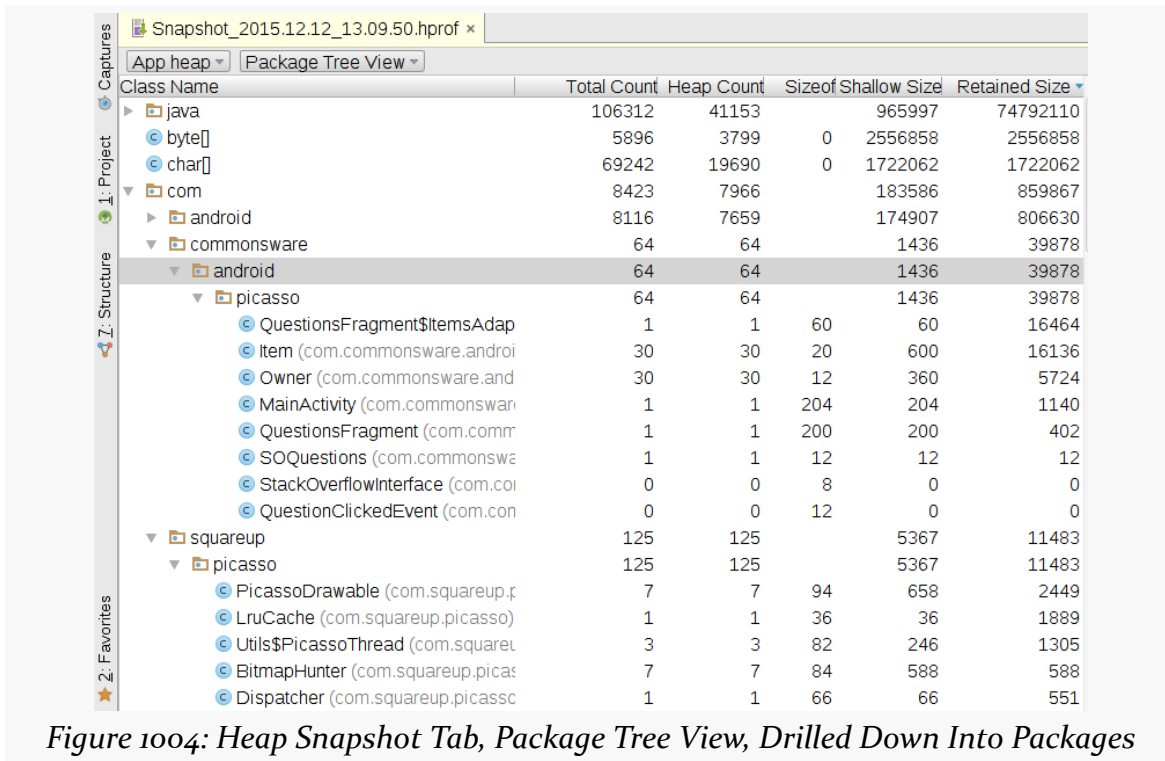 Snapshot_2015.12.12_13.09.50.hprof ×
App heap Package Tree View
Class Name Total Count Heap Count Sizeof Shallow Size Retained Size
java 106312 41153 965997 74792110
byte[] 5896 3799 0 2556858 2556858
char[] 69242 19690 0 1722062 1722062
com 8423 7966 183586 859867
android 8116 7659 174907 806630
commonsware 64 64 1436 39878
android 64 64 1436 39878
picasso 64 64 1436 39878
QuestionsFragment$ItemsAdap 1 1 60 60 16464
Item (com.commonsware.androi 30 30 20 600 16136
Owner (com.commonsware.and 30 30 12 360 5724
MainActivity (com.commonsware 1 1 204 204 1140
QuestionsFragment (com.comm 1 1 200 200 402
SOQuestions (com.commonswa 1 1 12 12 12
StackOverflowInterface (com.co 0 0 8 0 0
QuestionClickedEvent (com.con 0 0 12 0 0
squareup 125 125 5367 11483
picasso 125 125 5367 11483
PicassoDrawable (com.squareup.p 7 7 94 658 2449
LruCache (com.squareup.picasso) 1 1 36 36 1889
Utils$PicassoThread (com.squareu 3 3 82 246 1305
BitmapHunter (com.squareup.picas 7 7 84 588 588
Dispatcher (com.squareup.picasso 1 1 66 66 551
Captures
1: Project
7: Structure
2: Favorites
Figure 1004: Heap Snapshot Tab, Package Tree View, Drilled Down Into Packages